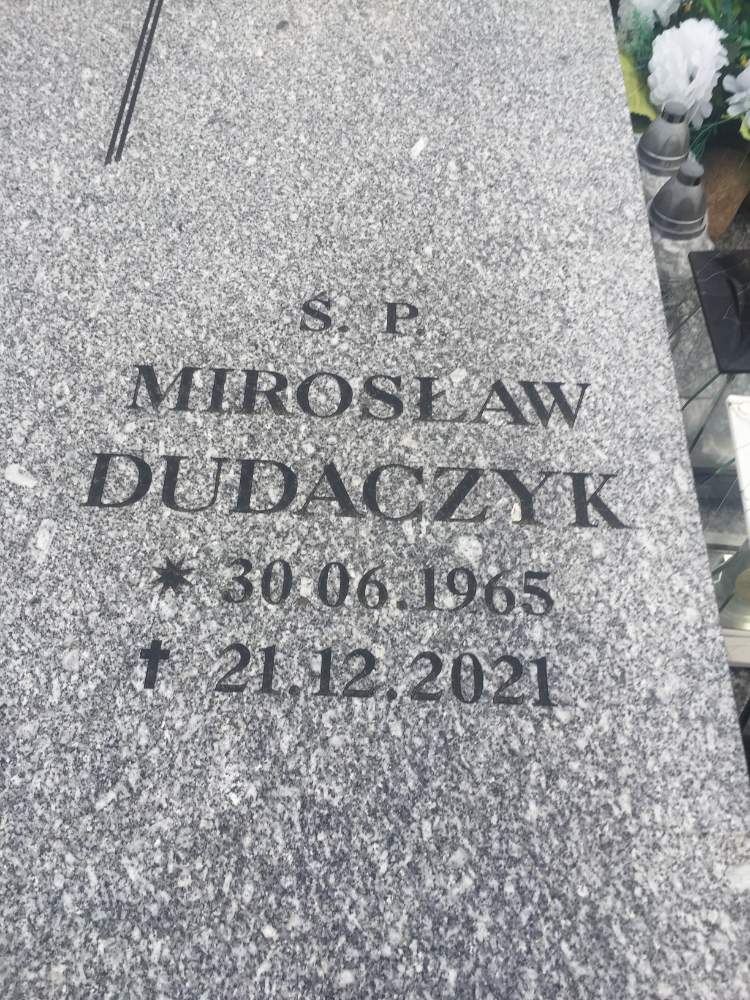 Ś. P.
MIROSŁAW
DUDACZYK
✶ 30.06.1965
✝ 21.12.2021